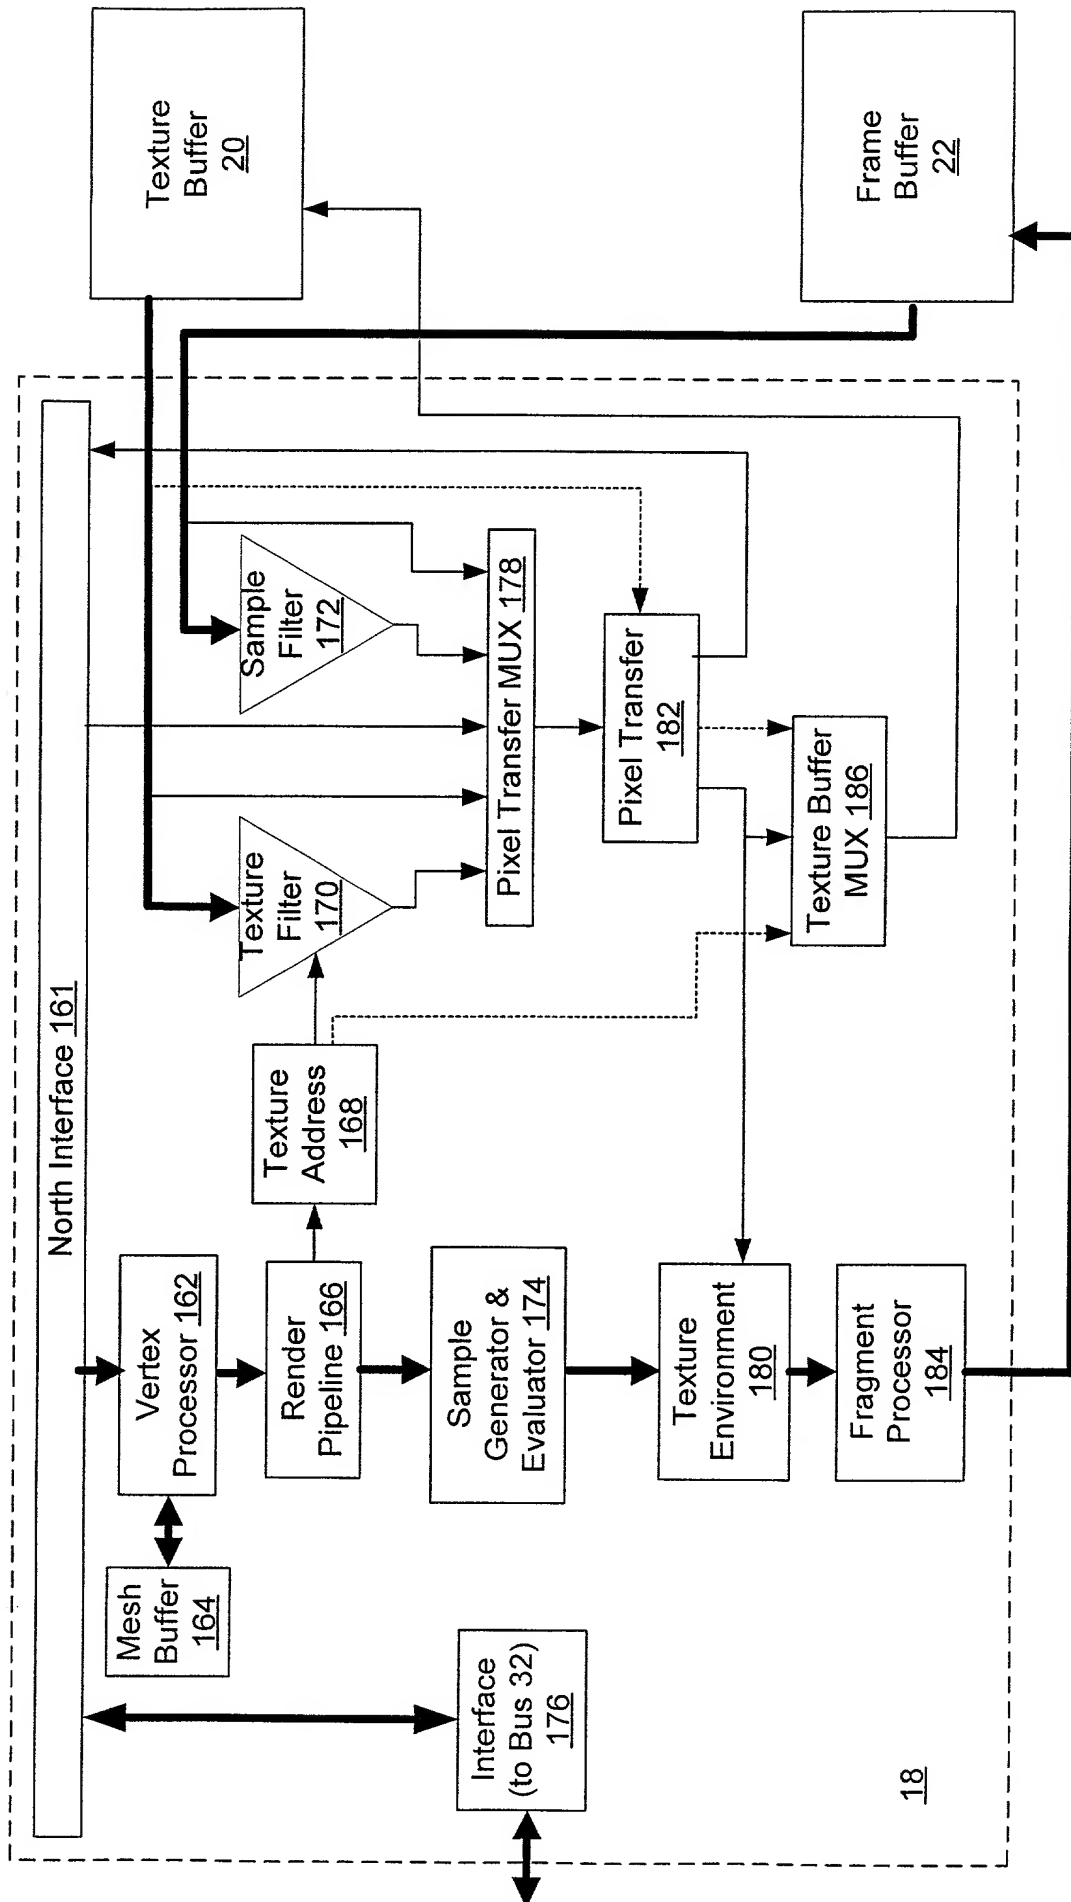 North Interface 161
Vertex
Processor 162
Mesh
Buffer
164
Render
Pipeline 166
Texture
Address
168
Texture
Filter
170
Sample
Filter
172
Texture
Buffer
20
Interface
(to Bus 32)
176
Sample
Generator &
Evaluator 174
Pixel Transfer MUX 178
Texture
Environment
180
Pixel Transfer
182
Fragment
Processor
184
Texture Buffer
MUX 186
Frame
Buffer
22
18